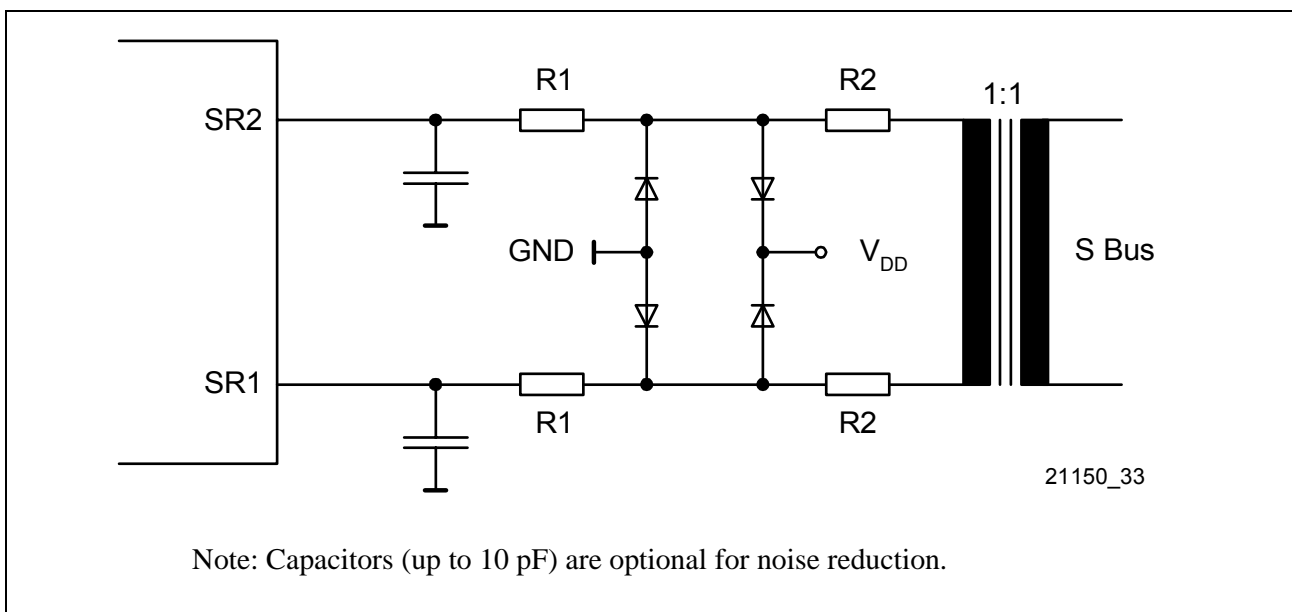 R1 R2 1:1
SR2
GND VDD S Bus
SR1
R1 R2
21150_33
Note: Capacitors (up to 10 pF) are optional for noise reduction.